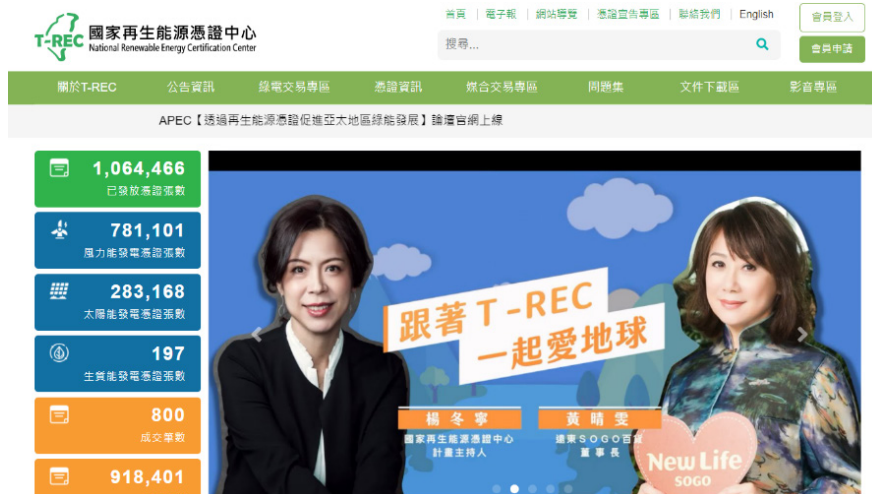 首頁 | 電子報 | 網站導覽 | 憑證宣告專區 | 聯絡我們 | English
會員登入
T-REC 國家再生能源憑證中心
National Renewable Energy Certification Center
搜尋...
會員申請
關於T-REC 公告資訊 綠電交易專區 憑證資訊 媒合交易專區 問題集 文件下載區 影音專區
APEC【透過再生能源憑證促進亞太地區綠能發展】論壇官網上線
1,064,466
已發放憑證張數
781,101
風力能發電憑證張數
283,168
太陽能發電憑證張數
197
生質能發電憑證張數
800
成交筆數
918,401
跟著T-REC
一起愛地球
楊冬寧
國家再生能源憑證中心
計畫主持人
黃晴雯
遠東SOGO百貨
董事長
New Life
SOGO